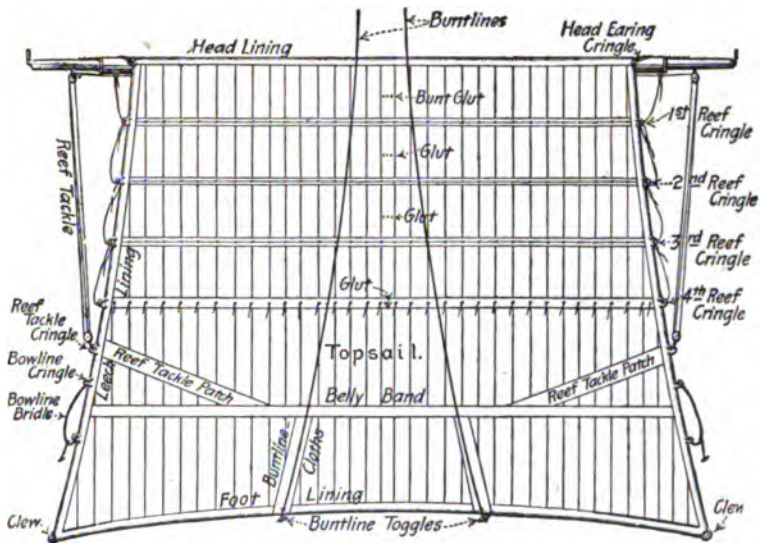 Buntlines
Head Lining
Head Earing
Cringle
Bunt Glut
1st Reef
Cringle
Glut
2nd Reef
Cringle
Reef Tackle
Glut
3rd Reef
Cringle
Lining
Glut
4th Reef
Cringle
Reef
Tackle
Cringle
Topsail.
Bowline
Cringle
Leech
Reef Tackle Patch
Reef Tackle Patch
Bowline
Bridle
Belly Band
Buntline
Cloths
Foot Lining
Clew.
Buntline Toggles
Clew